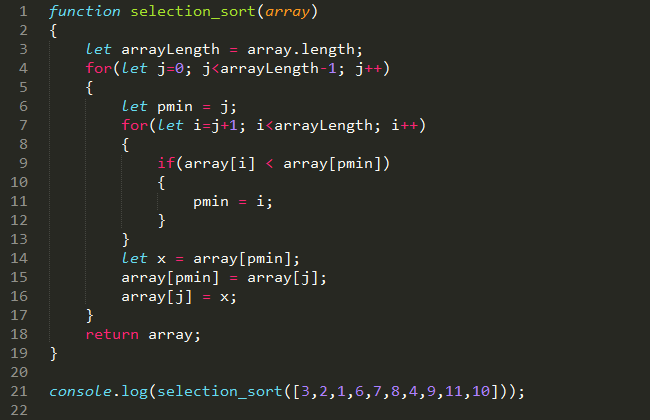 1 function selection_sort(array)
2 {
3     let arrayLength = array.length;
4     for(let j=0; j<arrayLength-1; j++)
5     {
6         let pmin = j;
7         for(let i=j+1; i<arrayLength; i++)
8         {
9             if(array[i] < array[pmin])
10             {
11                 pmin = i;
12             }
13         }
14         let x = array[pmin];
15         array[pmin] = array[j];
16         array[j] = x;
17     }
18     return array;
19 }
20
21 console.log(selection_sort([3,2,1,6,7,8,4,9,11,10]));
22